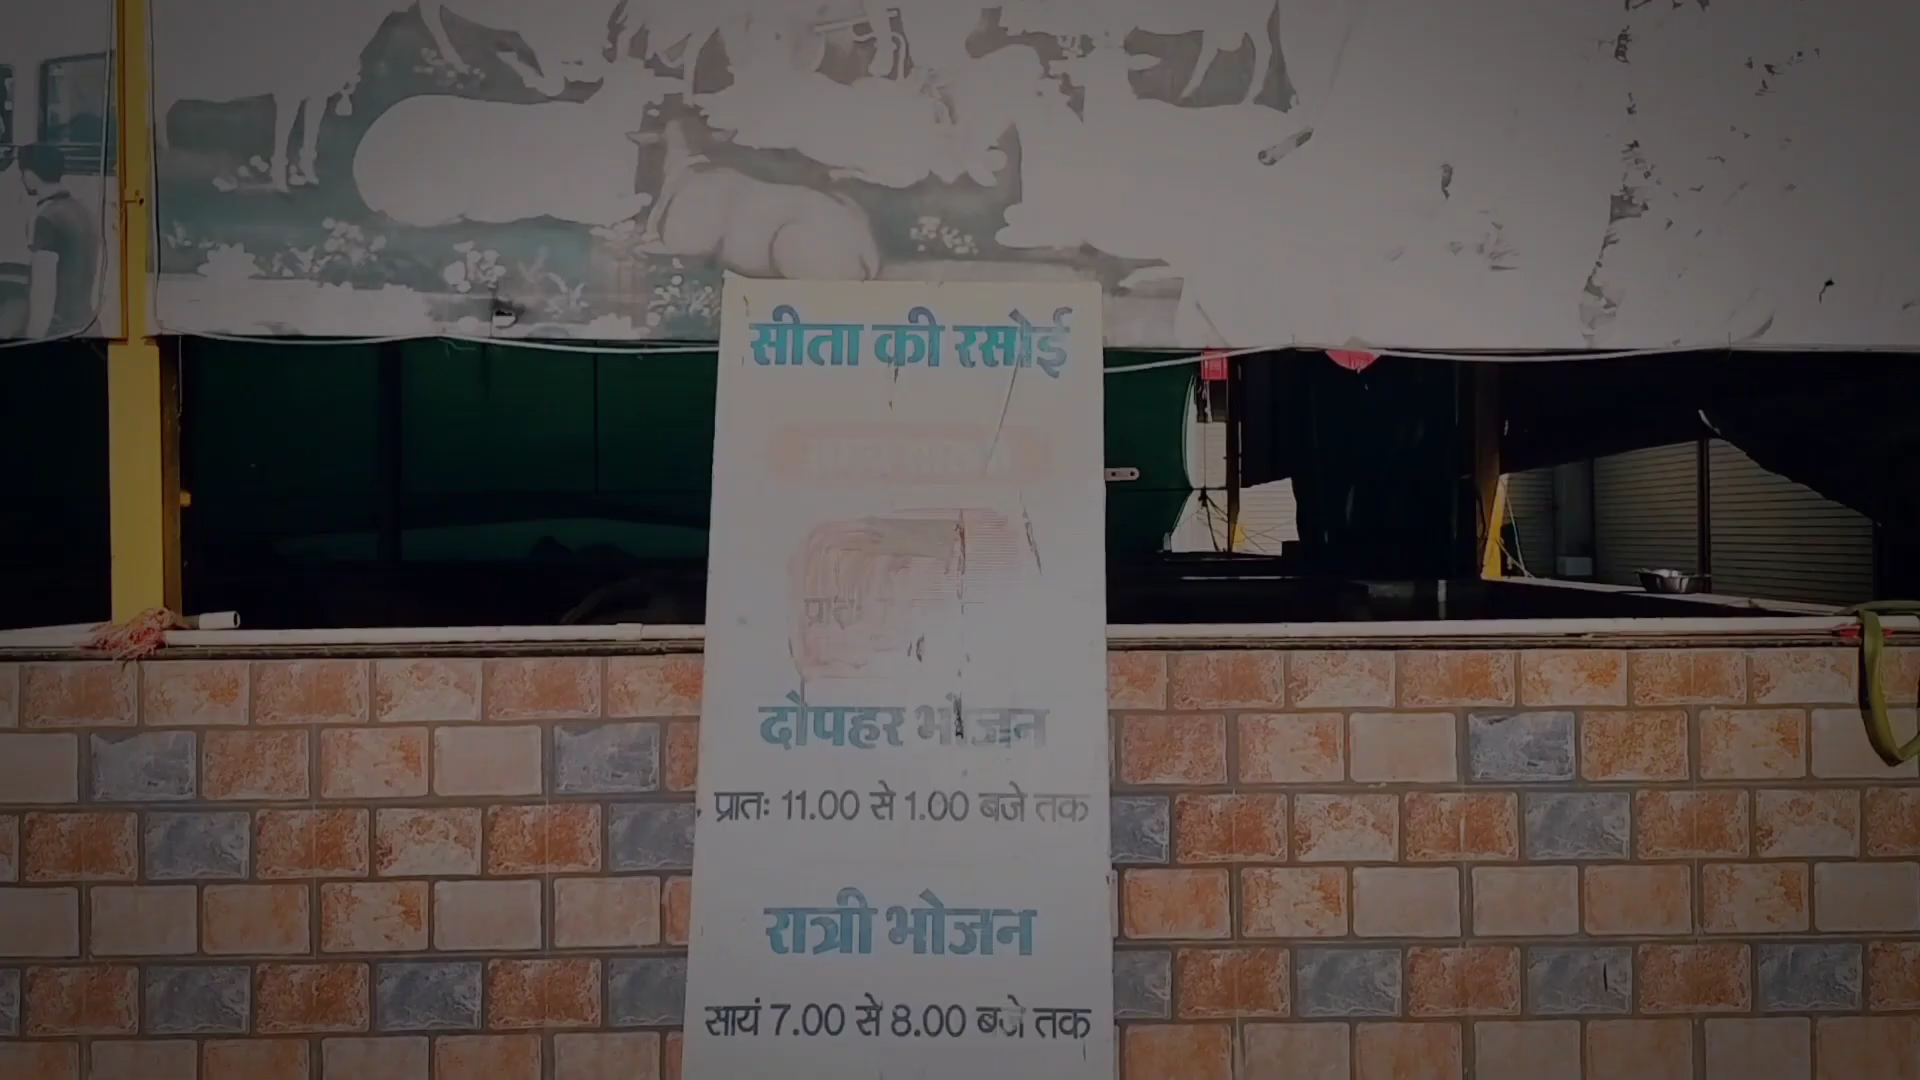 सीता की रसोई
दोपहर भोजन
प्रातः 11.00 से 1.00 बजे तक
रात्री भोजन
सायं 7.00 से 8.00 बजे तक